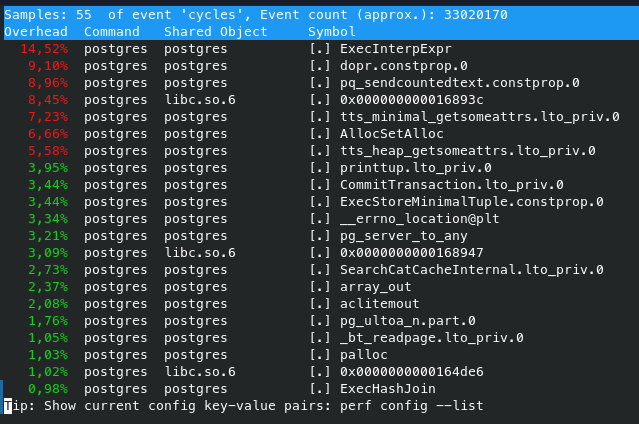 Samples: 55  of event 'cycles', Event count (approx.): 33020170
Overhead  Command   Shared Object     Symbol
  14,52%  postgres  postgres          [.] ExecInterpExpr
   9,10%  postgres  postgres          [.] dopr.constprop.0
   8,96%  postgres  postgres          [.] pq_sendcountedtext.constprop.0
   8,45%  postgres  libc.so.6         [.] 0x000000000016893c
   7,23%  postgres  postgres          [.] tts_minimal_getsomeattrs.lto_priv.0
   6,66%  postgres  postgres          [.] AllocSetAlloc
   5,58%  postgres  postgres          [.] tts_heap_getsomeattrs.lto_priv.0
   3,95%  postgres  postgres          [.] printtup.lto_priv.0
   3,44%  postgres  postgres          [.] CommitTransaction.lto_priv.0
   3,44%  postgres  postgres          [.] ExecStoreMinimalTuple.constprop.0
   3,34%  postgres  postgres          [.] __errno_location@plt
   3,21%  postgres  postgres          [.] pg_server_to_any
   3,09%  postgres  libc.so.6         [.] 0x0000000000168947
   2,73%  postgres  postgres          [.] SearchCatCacheInternal.lto_priv.0
   2,37%  postgres  postgres          [.] array_out
   2,08%  postgres  postgres          [.] aclitemout
   1,76%  postgres  postgres          [.] pg_ultoa_n.part.0
   1,05%  postgres  postgres          [.] _bt_readpage.lto_priv.0
   1,03%  postgres  postgres          [.] palloc
   1,02%  postgres  libc.so.6         [.] 0x0000000000164de6
   0,98%  postgres  postgres          [.] ExecHashJoin
Tip: Show current config key-value pairs: perf config --list